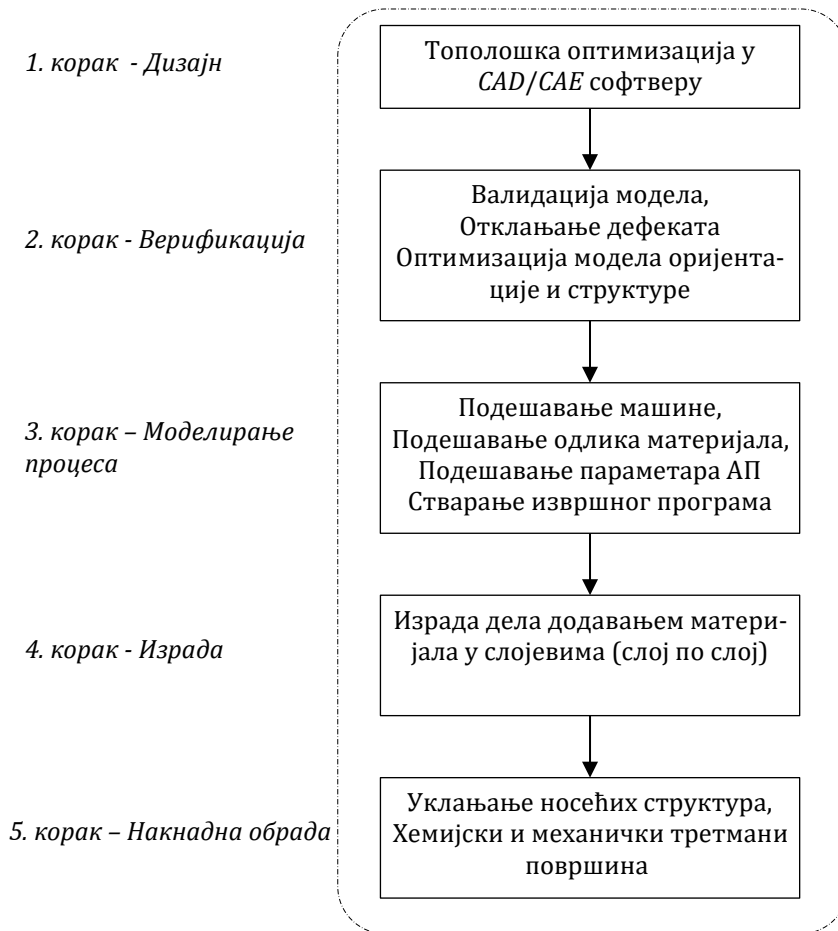 1. корак - Дизајн
Тополошка оптимизација у
CAD/CAE софтверу
2. корак - Верификација
Валидација модела,
Отклањање дефеката
Оптимизација модела оријента-
ције и структуре
3. корак – Моделирање
процеса
Подешавање машине,
Подешавање одлика материјала,
Подешавање параметара АП
Стварање извршног програма
4. корак - Израда
Израда дела додавањем матери-
јала у слојевима (слој по слој)
5. корак – Накнадна обрада
Уклањање носећих структура,
Хемијски и механички третмани
површина